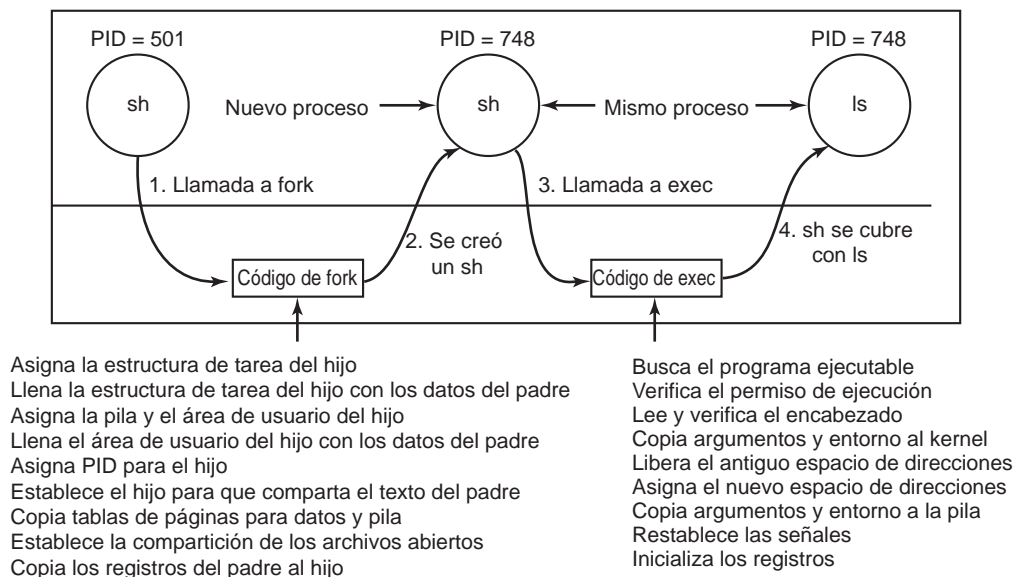 PID = 501
PID = 748
PID = 748
sh
Nuevo proceso
sh
Mismo proceso
ls
1. Llamada a fork
3. Llamada a exec
2. Se creó
un sh
4. sh se cubre
con ls
Código de fork
Código de exec
Asigna la estructura de tarea del hijo
Llena la estructura de tarea del hijo con los datos del padre
Asigna la pila y el área de usuario del hijo
Llena el área de usuario del hijo con los datos del padre
Asigna PID para el hijo
Establece el hijo para que comparta el texto del padre
Copia tablas de páginas para datos y pila
Establece la compartición de los archivos abiertos
Copia los registros del padre al hijo
Busca el programa ejecutable
Verifica el permiso de ejecución
Lee y verifica el encabezado
Copia argumentos y entorno al kernel
Libera el antiguo espacio de direcciones
Asigna el nuevo espacio de direcciones
Copia argumentos y entorno a la pila
Restablece las señales
Inicializa los registros